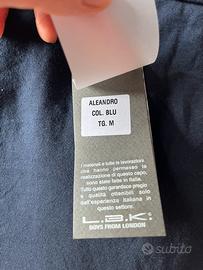 ALEANDRO
COL. BLU
TG. M
I materiali e tutte le lavorazioni
che hanno permesso la
realizzazione di questo capo,
sono state fatte in Italia.
Tutto questo garantisce pregio
e qualità ottenibili solo
dell'esperienza italiana in
questo settore.
L.B.K.
BOYS FROM LONDON
subito